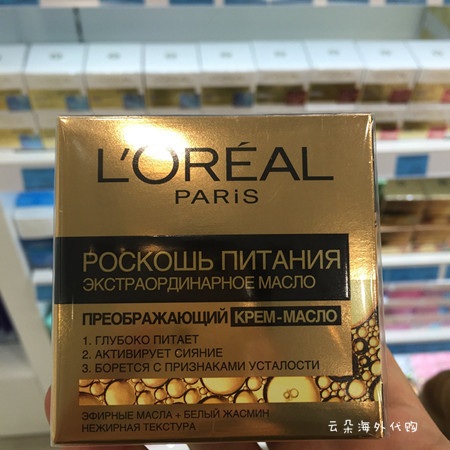 L'ORÉAL
PARIS
РОСКОШЬ ПИТАНИЯ
ЭКСТРАОРДИНАРНОЕ МАСЛО
ПРЕОБРАЖАЮЩИЙ КРЕМ-МАСЛО
1. ГЛУБОКО ПИТАЕТ
2. АКТИВИРУЕТ СИЯНИЕ
3. БОРЕТСЯ С ПРИЗНАКАМИ УСТАЛОСТИ
ЭФИРНЫЕ МАСЛА + БЕЛЫЙ ЖАСМИН
НЕЖИРНАЯ ТЕКСТУРА
云朵海外代购